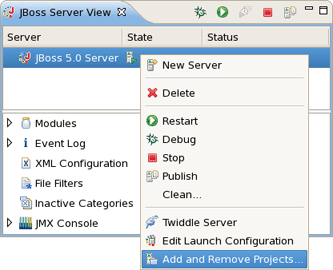 JBoss Server View
Server State Status
JBoss 5.0 Server
New Server
Delete
Restart
Debug
Stop
Publish
Clean...
Twiddle Server
Edit Launch Configuration
Add and Remove Projects...
Modules
Event Log
XML Configuration
File Filters
Inactive Categories
JMX Console